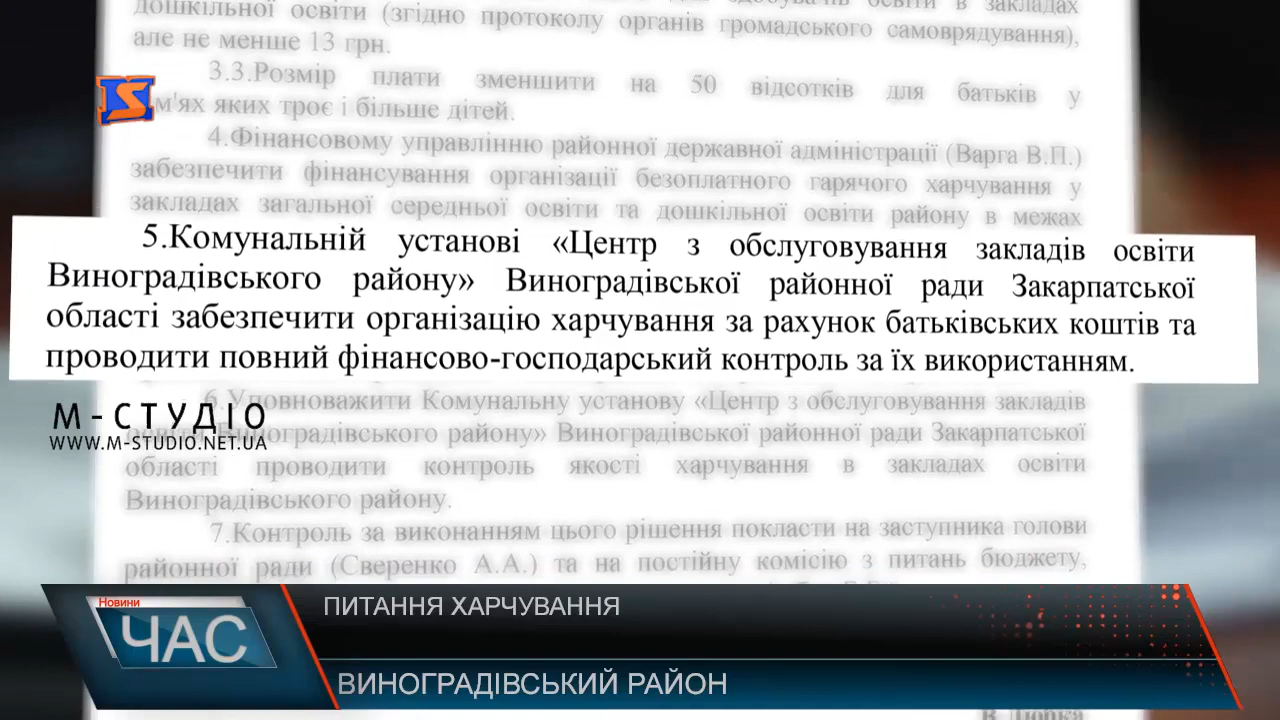 дошкільної освіти (згідно протоколу органів громадського самоврядування),
але не менше 13 грн.
3.3.Розмір плати зменшити на 50 відсотків для батьків у
м'ях яких троє і більше дітей.
4.Фінансовому управлінню районної державної адміністрації (Варга В.П.)
забезпечити фінансування організації безоплатного гарячого харчування у
закладах загальної середньої освіти та дошкільної освіти району в межах
5.Комунальній установі «Центр з обслуговування закладів освіти
Виноградівського району» Виноградівської районної ради Закарпатської
області забезпечити організацію харчування за рахунок батьківських коштів та
проводити повний фінансово-господарський контроль за їх використанням.
6.Уповноважити Комунальну установу «Центр з обслуговування закладів
Виноградівського району» Виноградівської районної ради Закарпатської
області проводити контроль якості харчування в закладах освіти
Виноградівського району.
7.Контроль за виконанням цього рішення покласти на заступника голови
районної ради (Сверенко А.А.) та на постійну комісію з питань бюджету,
М-СТУДІО
WWW.M-STUDIO.NET.UA
Новини
ЧАС
ПИТАННЯ ХАРЧУВАННЯ
ВИНОГРАДІВСЬКИЙ РАЙОН